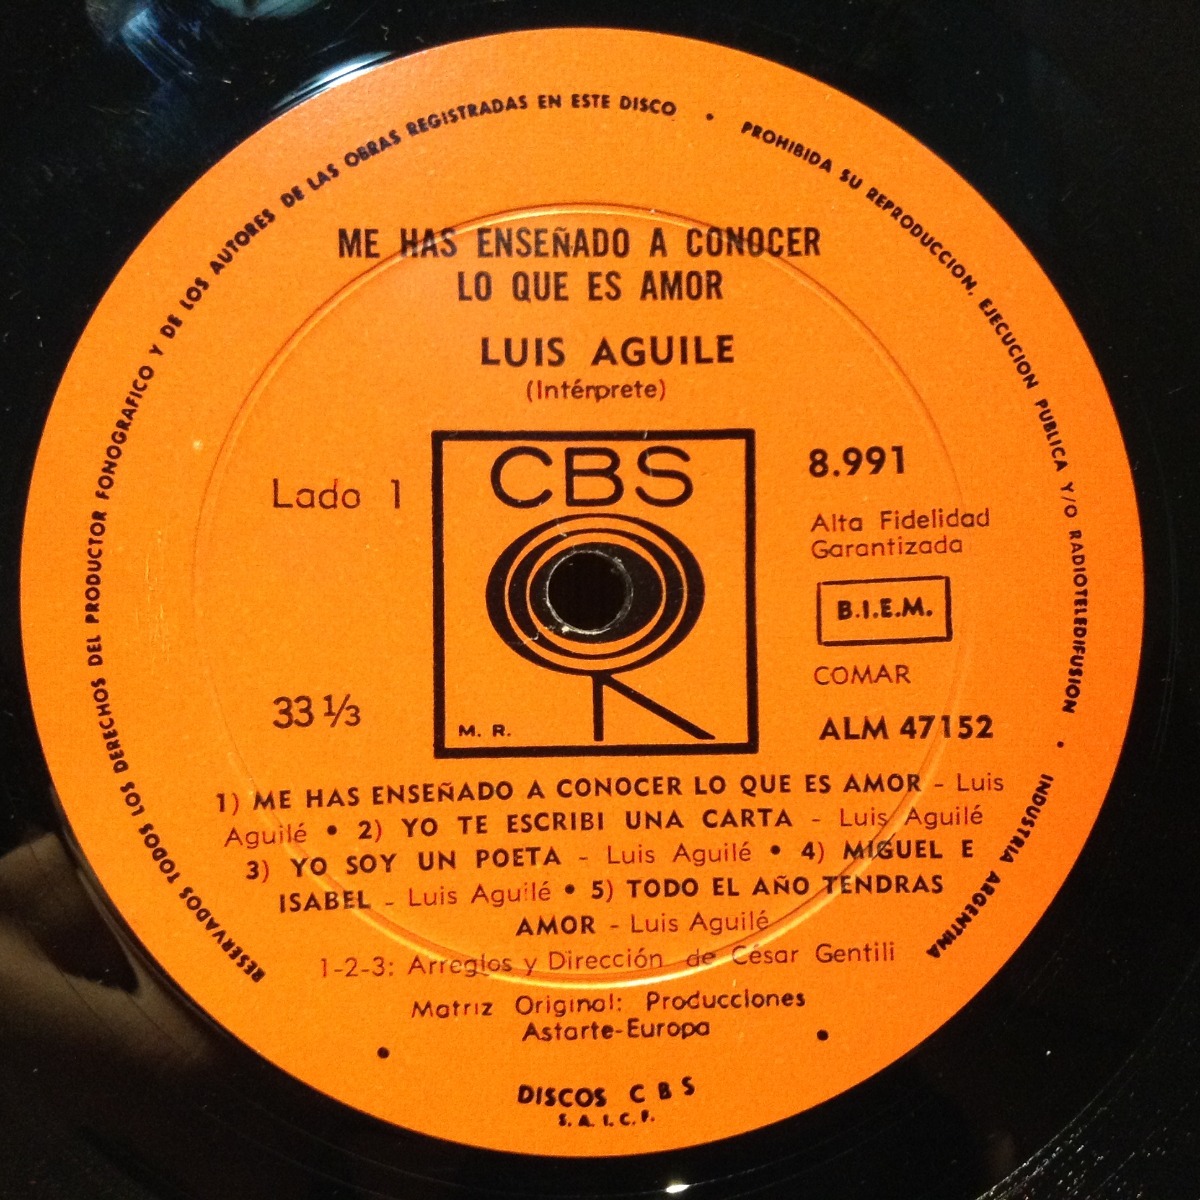 RESERVADOS TODOS LOS DERECHOS DEL PRODUCTOR FONOGRAFICO Y DE LOS AUTORES DE LAS OBRAS REGISTRADAS EN ESTE DISCO • PROHIBIDA SU REPRODUCCION, EJECUCION PUBLICA Y/O RADIOTELEDIFUSION • INDUSTRIA ARGENTINA
ME HAS ENSEÑADO A CONOCER
LO QUE ES AMOR
LUIS AGUILE
(Intérprete)
CBS
Lado 1
8.991
Alta Fidelidad
Garantizada
B.I.E.M.
COMAR
33 1/3
M. R.
ALM 47152
1) ME HAS ENSEÑADO A CONOCER LO QUE ES AMOR - Luis
Aguilé • 2) YO TE ESCRIBI UNA CARTA - Luis Aguilé
3) YO SOY UN POETA - Luis Aguilé • 4) MIGUEL E
ISABEL - Luis Aguilé • 5) TODO EL AÑO TENDRAS
AMOR - Luis Aguilé
1-2-3: Arreglos y Dirección de César Gentili
Matriz Original: Producciones
Astarte-Europa
DISCOS CBS
S. A. I. C. F.